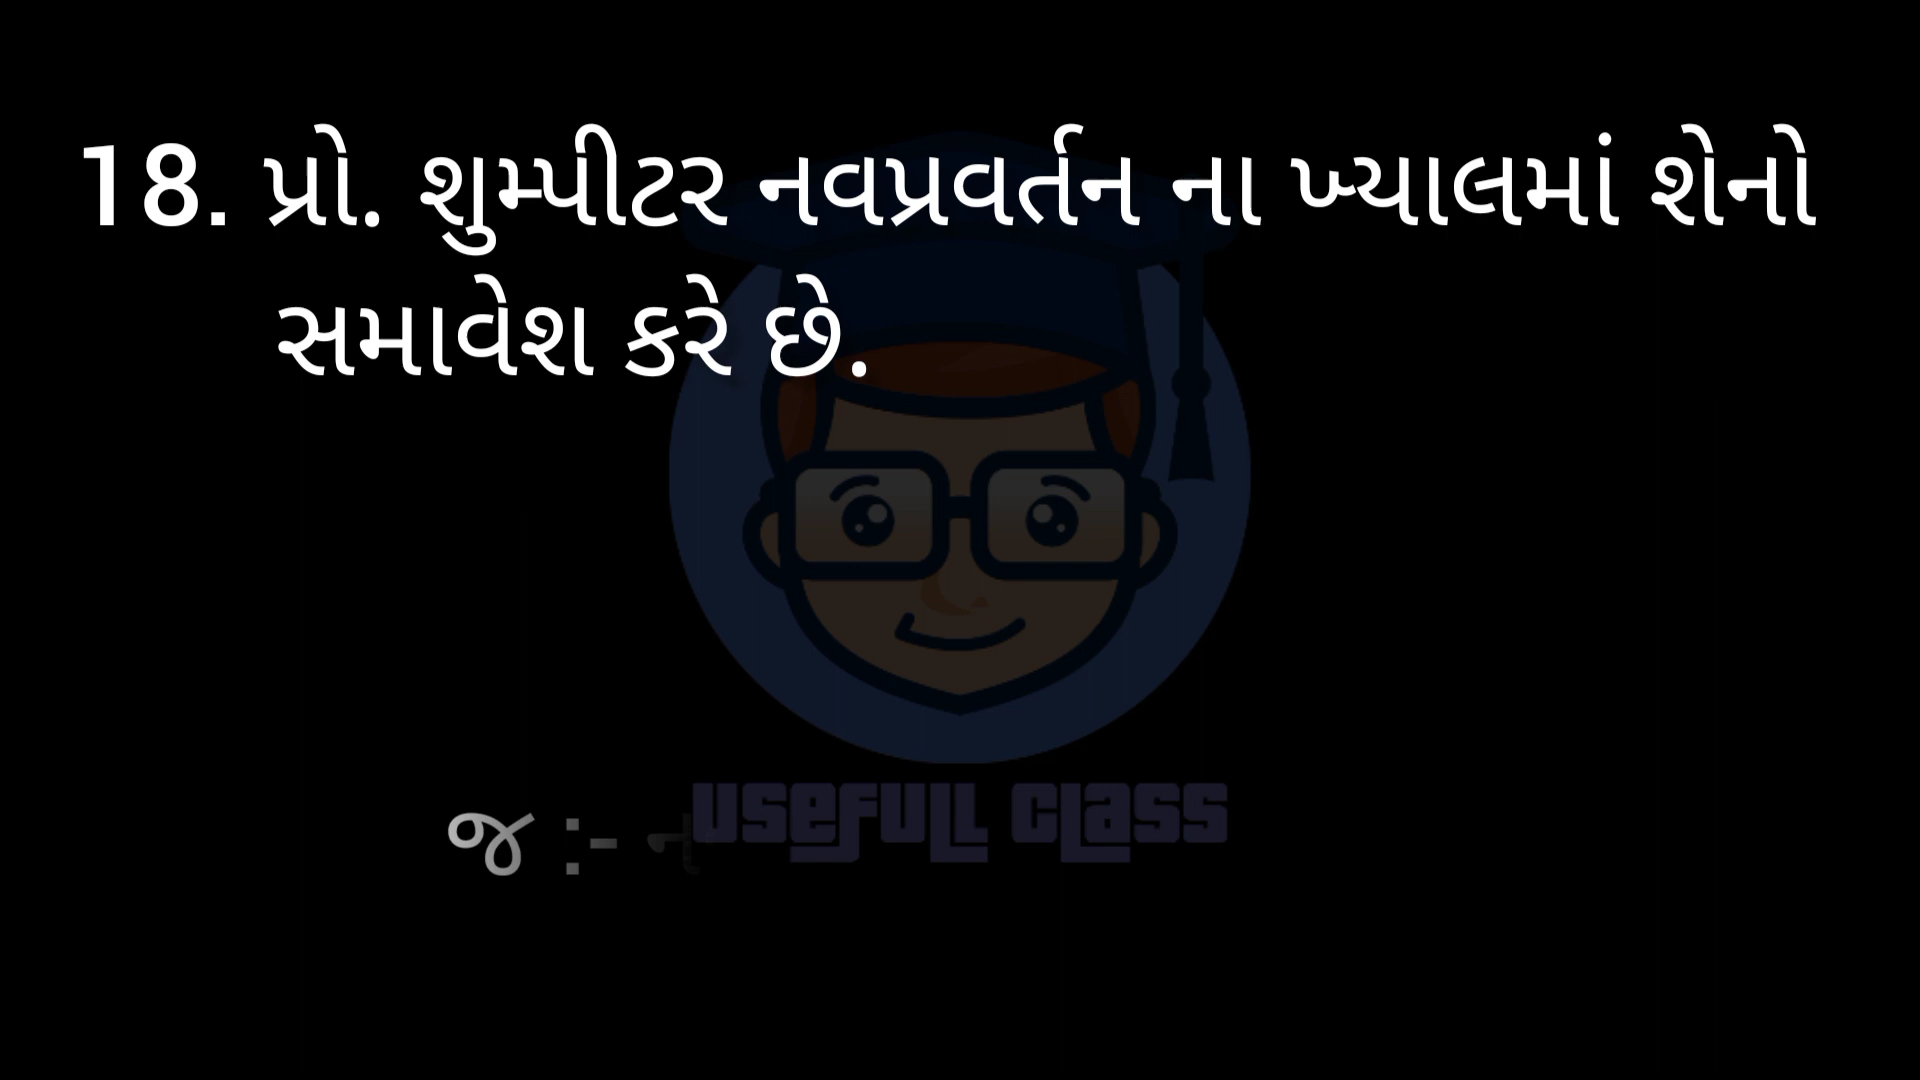 18. પ્રો. શુમ્પીટર નવપ્રવર્તન ના ખ્યાલમાં શેનો
સમાવેશ કરે છે.
જ :-
USEFULL CLASS